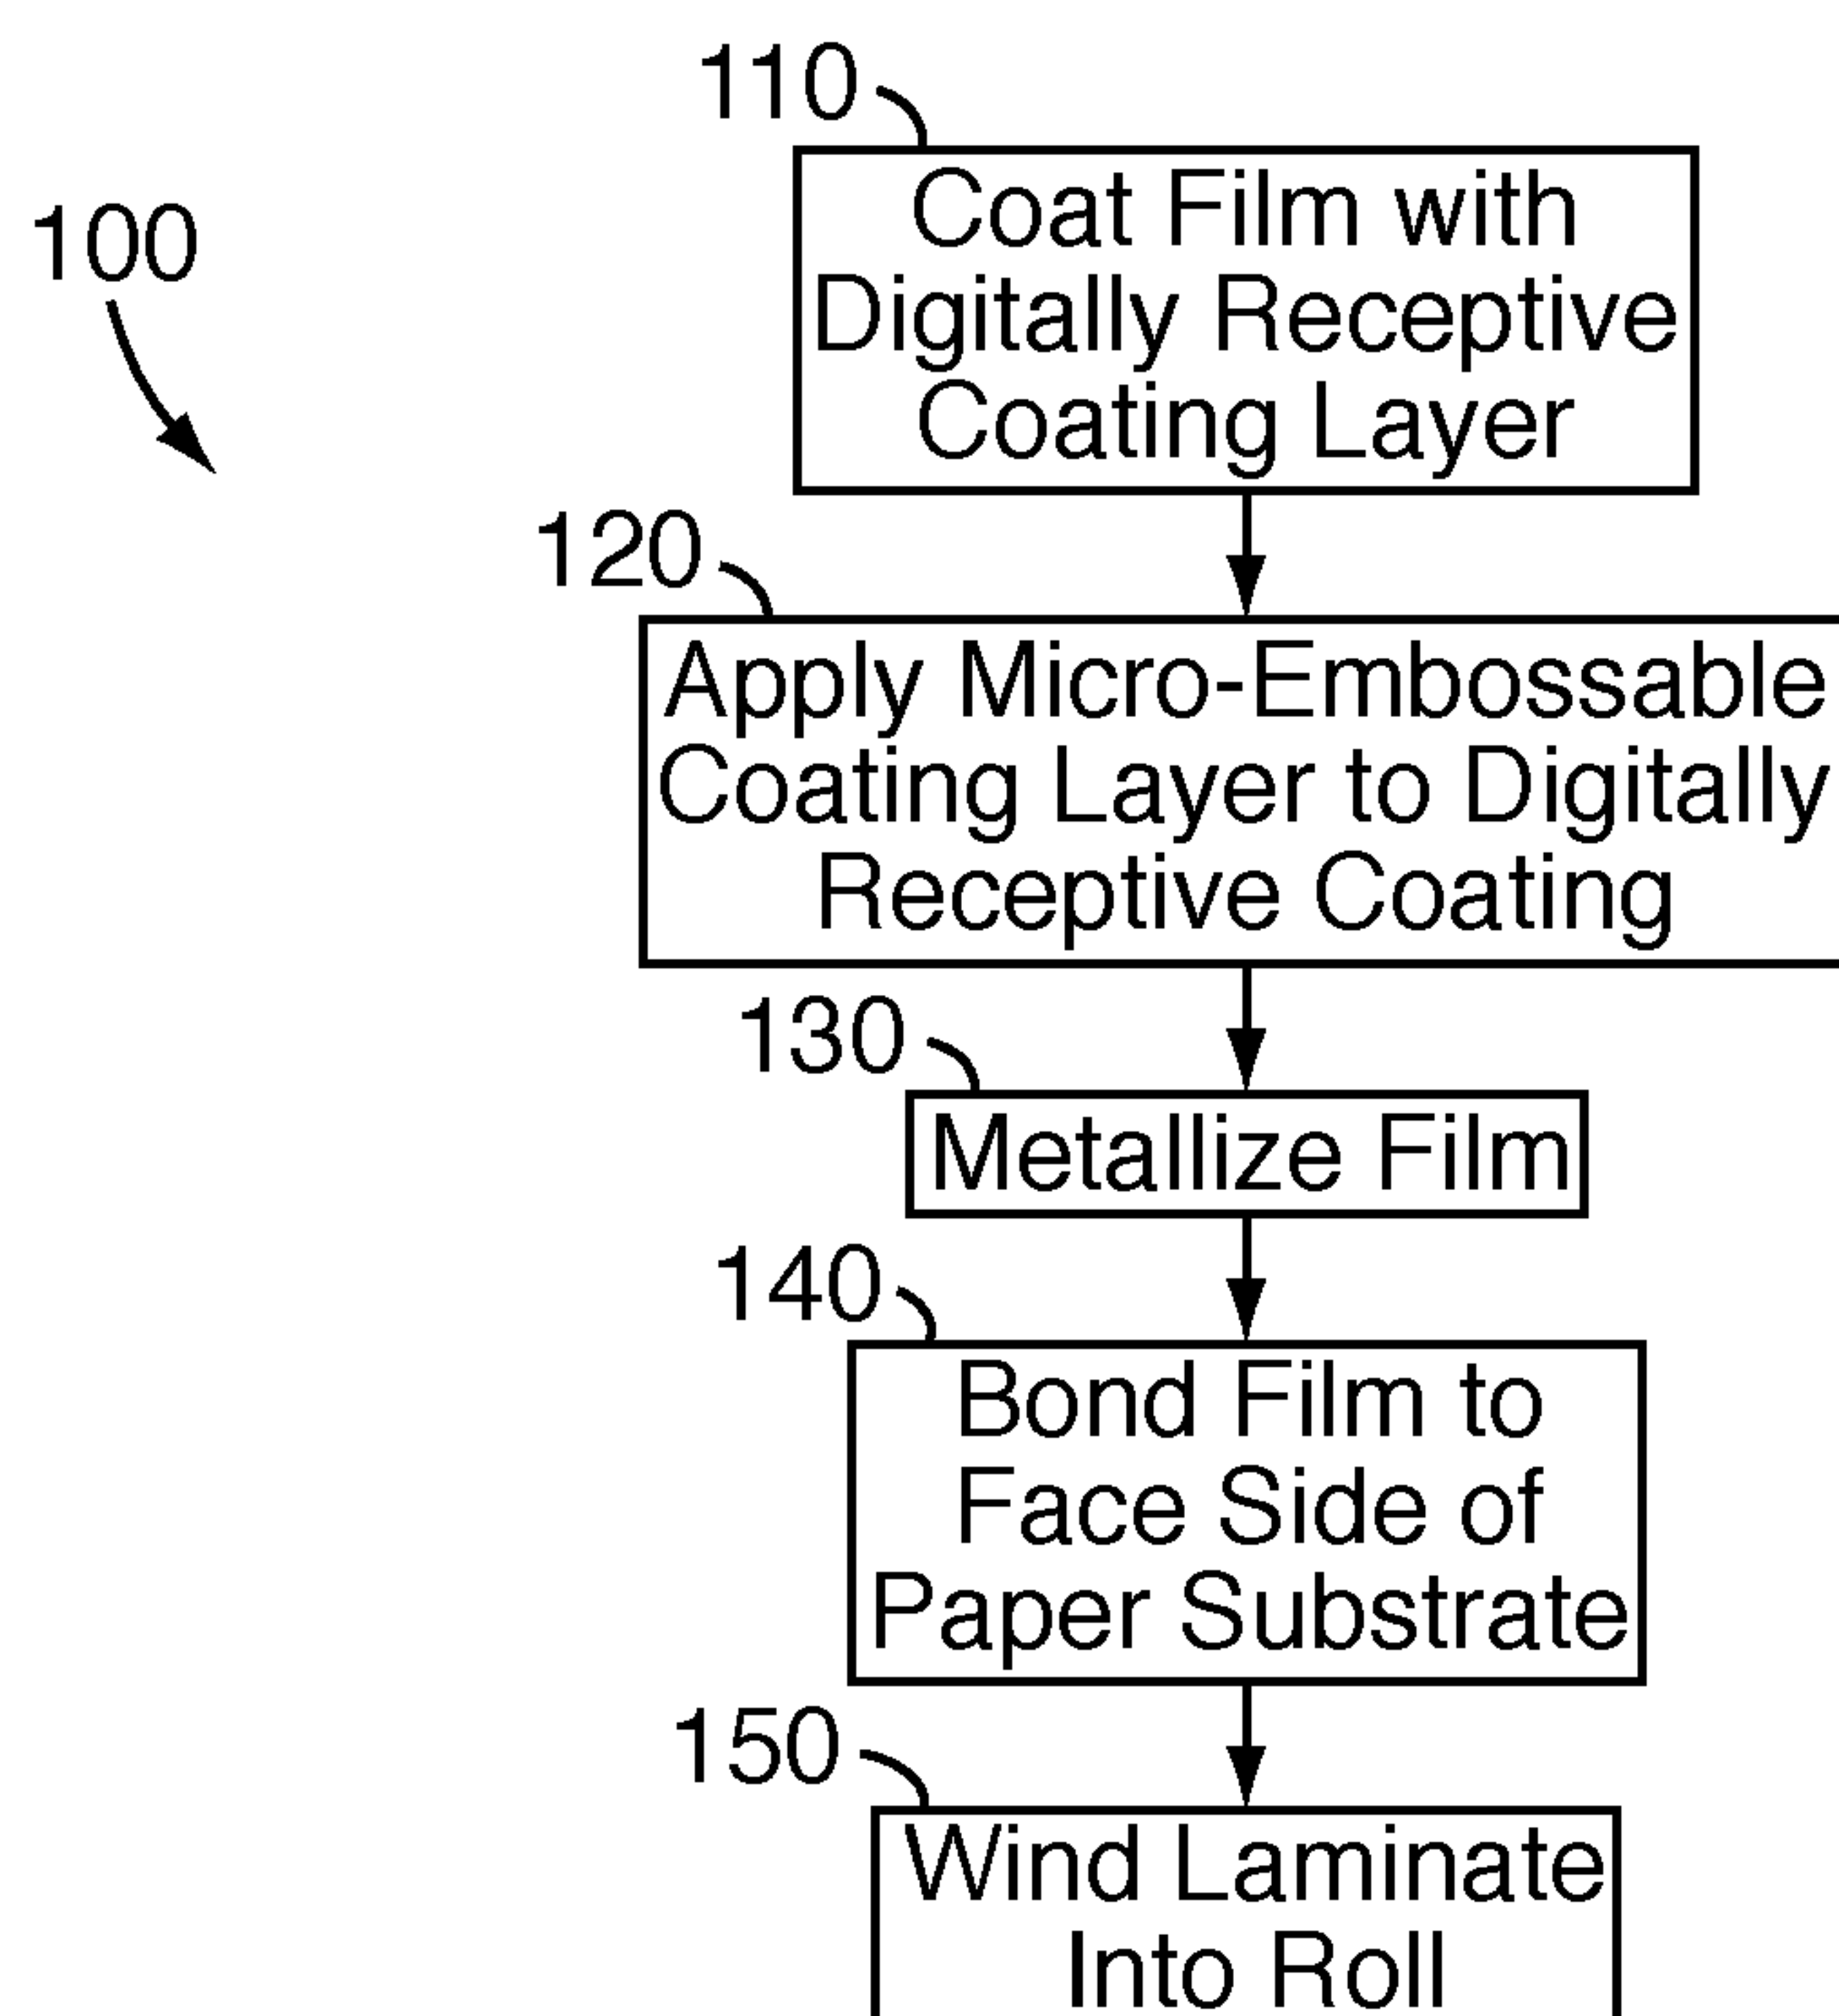 110
Coat Film with
Digitally Receptive
Coating Layer
100
120
Apply Micro-Embossable
Coating Layer to Digitally
Receptive Coating
130
Metallize Film
140
Bond Film to
Face Side of
Paper Substrate
150
Wind Laminate
Into Roll